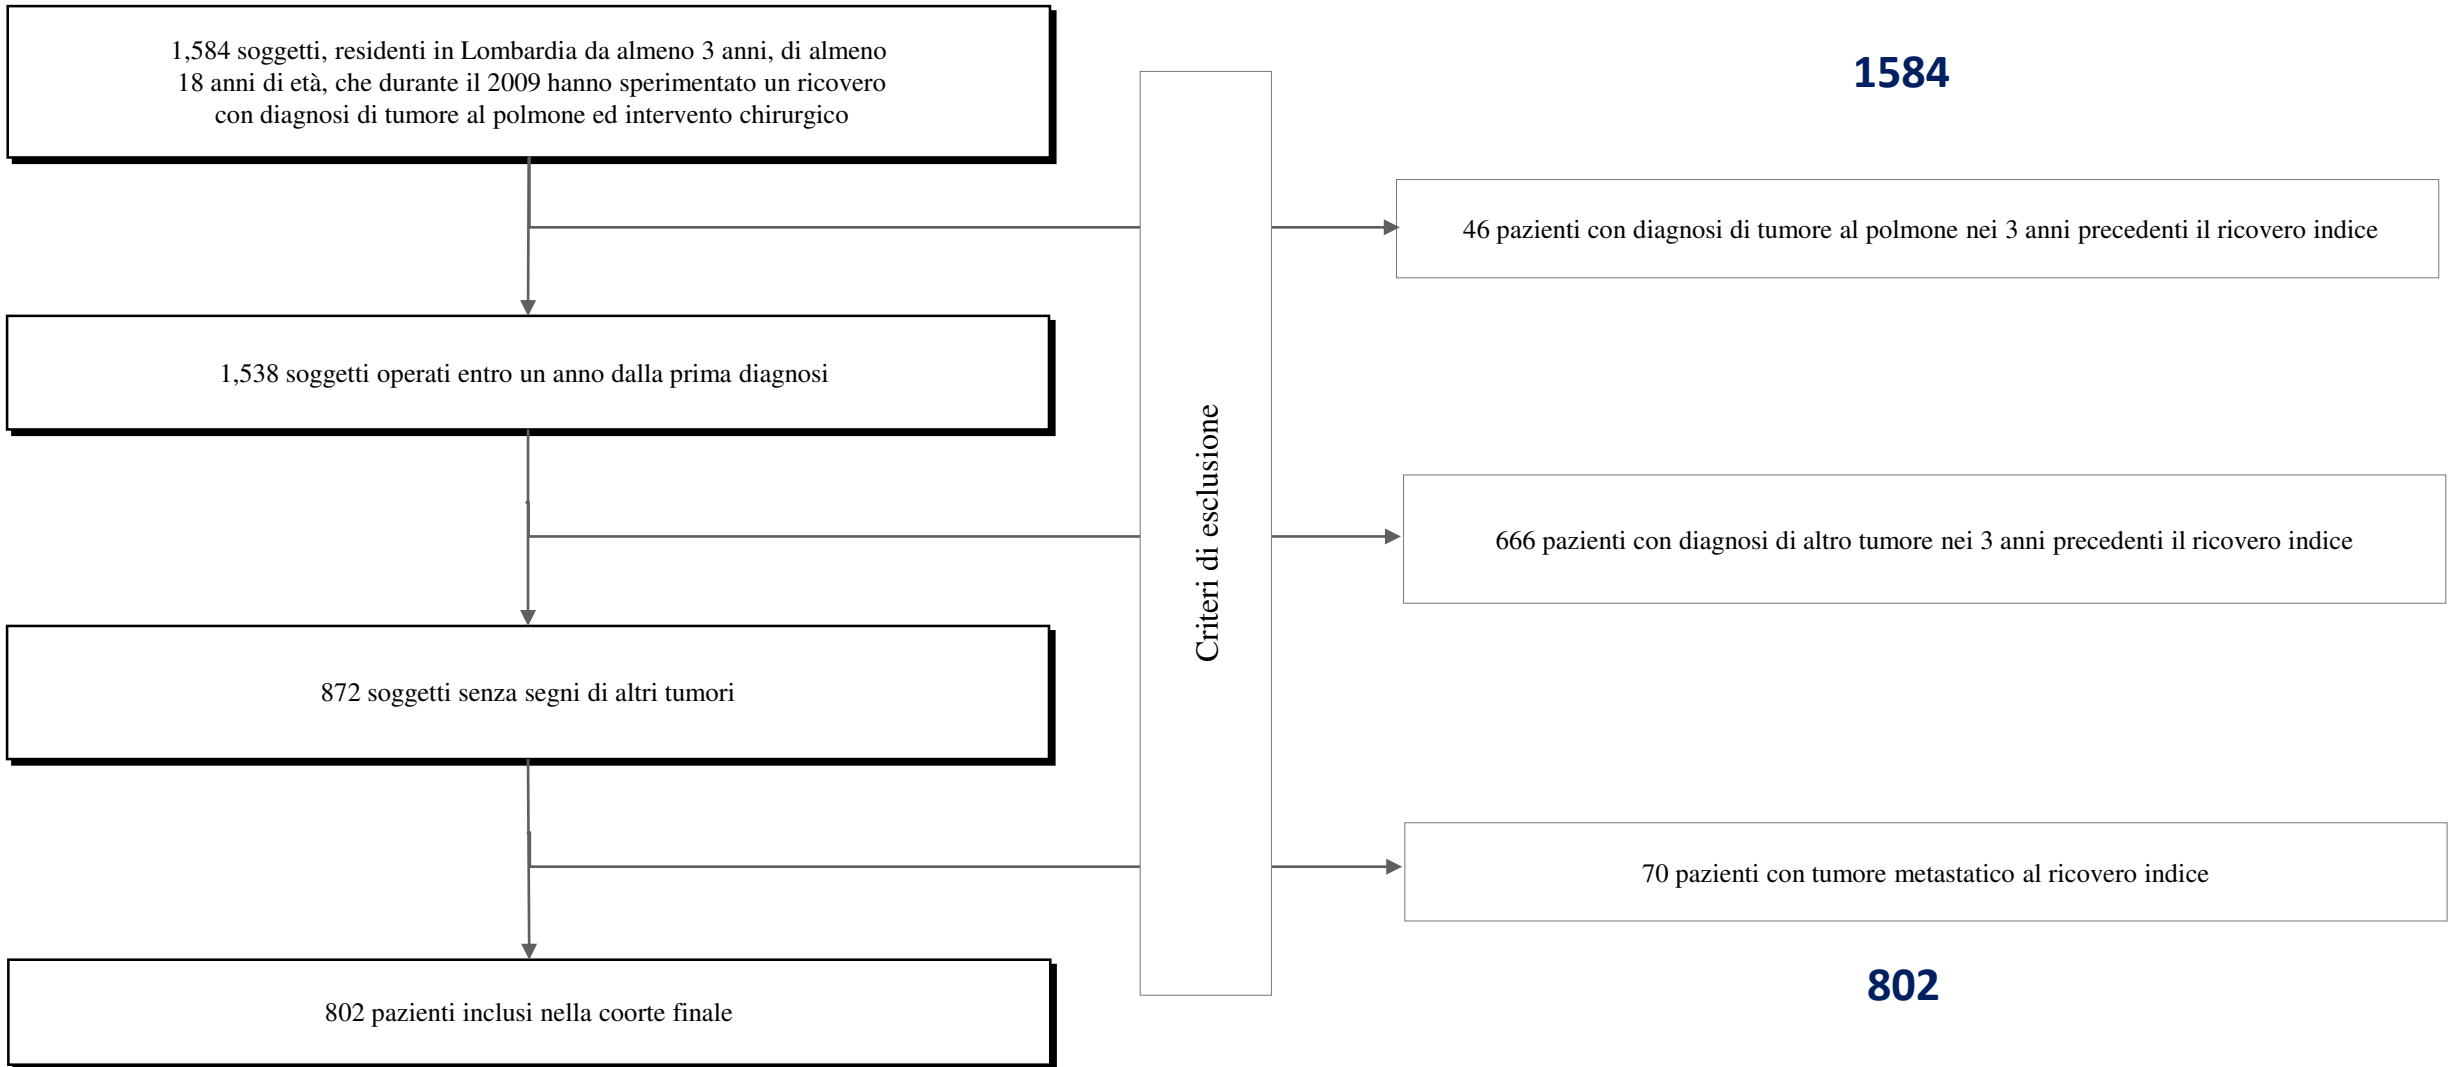 1,584 soggetti, residenti in Lombardia da almeno 3 anni, di almeno
18 anni di età, che durante il 2009 hanno sperimentato un ricovero
con diagnosi di tumore al polmone ed intervento chirurgico
1584
46 pazienti con diagnosi di tumore al polmone nei 3 anni precedenti il ricovero indice
1,538 soggetti operati entro un anno dalla prima diagnosi
Criteri di esclusione
666 pazienti con diagnosi di altro tumore nei 3 anni precedenti il ricovero indice
872 soggetti senza segni di altri tumori
70 pazienti con tumore metastatico al ricovero indice
802 pazienti inclusi nella coorte finale
802